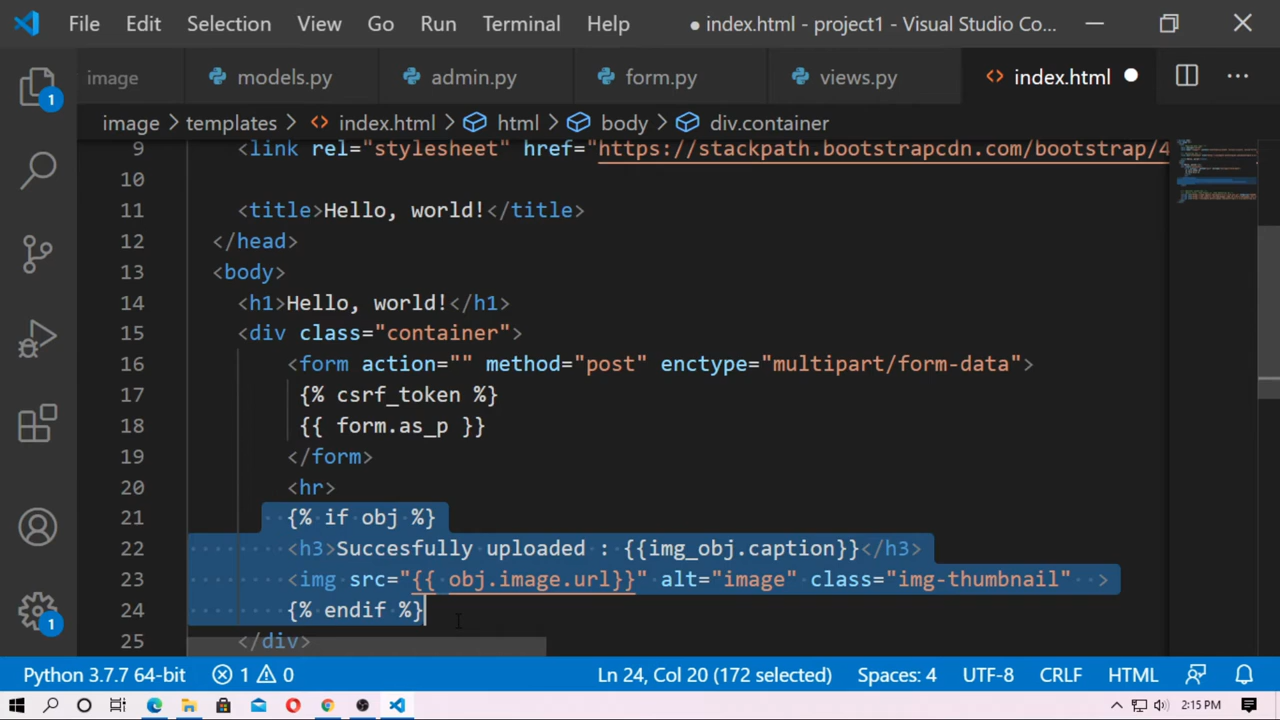 File Edit Selection View Go Run Terminal Help ● index.html - project1 - Visual Studio Co...
image models.py admin.py form.py views.py <> index.html ● ...
1
image > templates > <> index.html > html > body > div.container
9 <link rel="stylesheet" href="https://stackpath.bootstrapcdn.com/bootstrap/4
10
11 <title>Hello, world!</title>
12 </head>
13 <body>
14 <h1>Hello, world!</h1>
15 <div class="container">
16 <form action="" method="post" enctype="multipart/form-data">
17 {% csrf_token %}
18 {{ form.as_p }}
19 </form>
20 <hr>
21 {% if obj %}
22 <h3>Succesfully uploaded : {{img_obj.caption}}</h3>
23 <img src="{{ obj.image.url}}" alt="image" class="img-thumbnail" >
24 {% endif %}
25 </div>
1
Python 3.7.7 64-bit 1 0 Ln 24, Col 20 (172 selected) Spaces: 4 UTF-8 CRLF HTML
2:15 PM